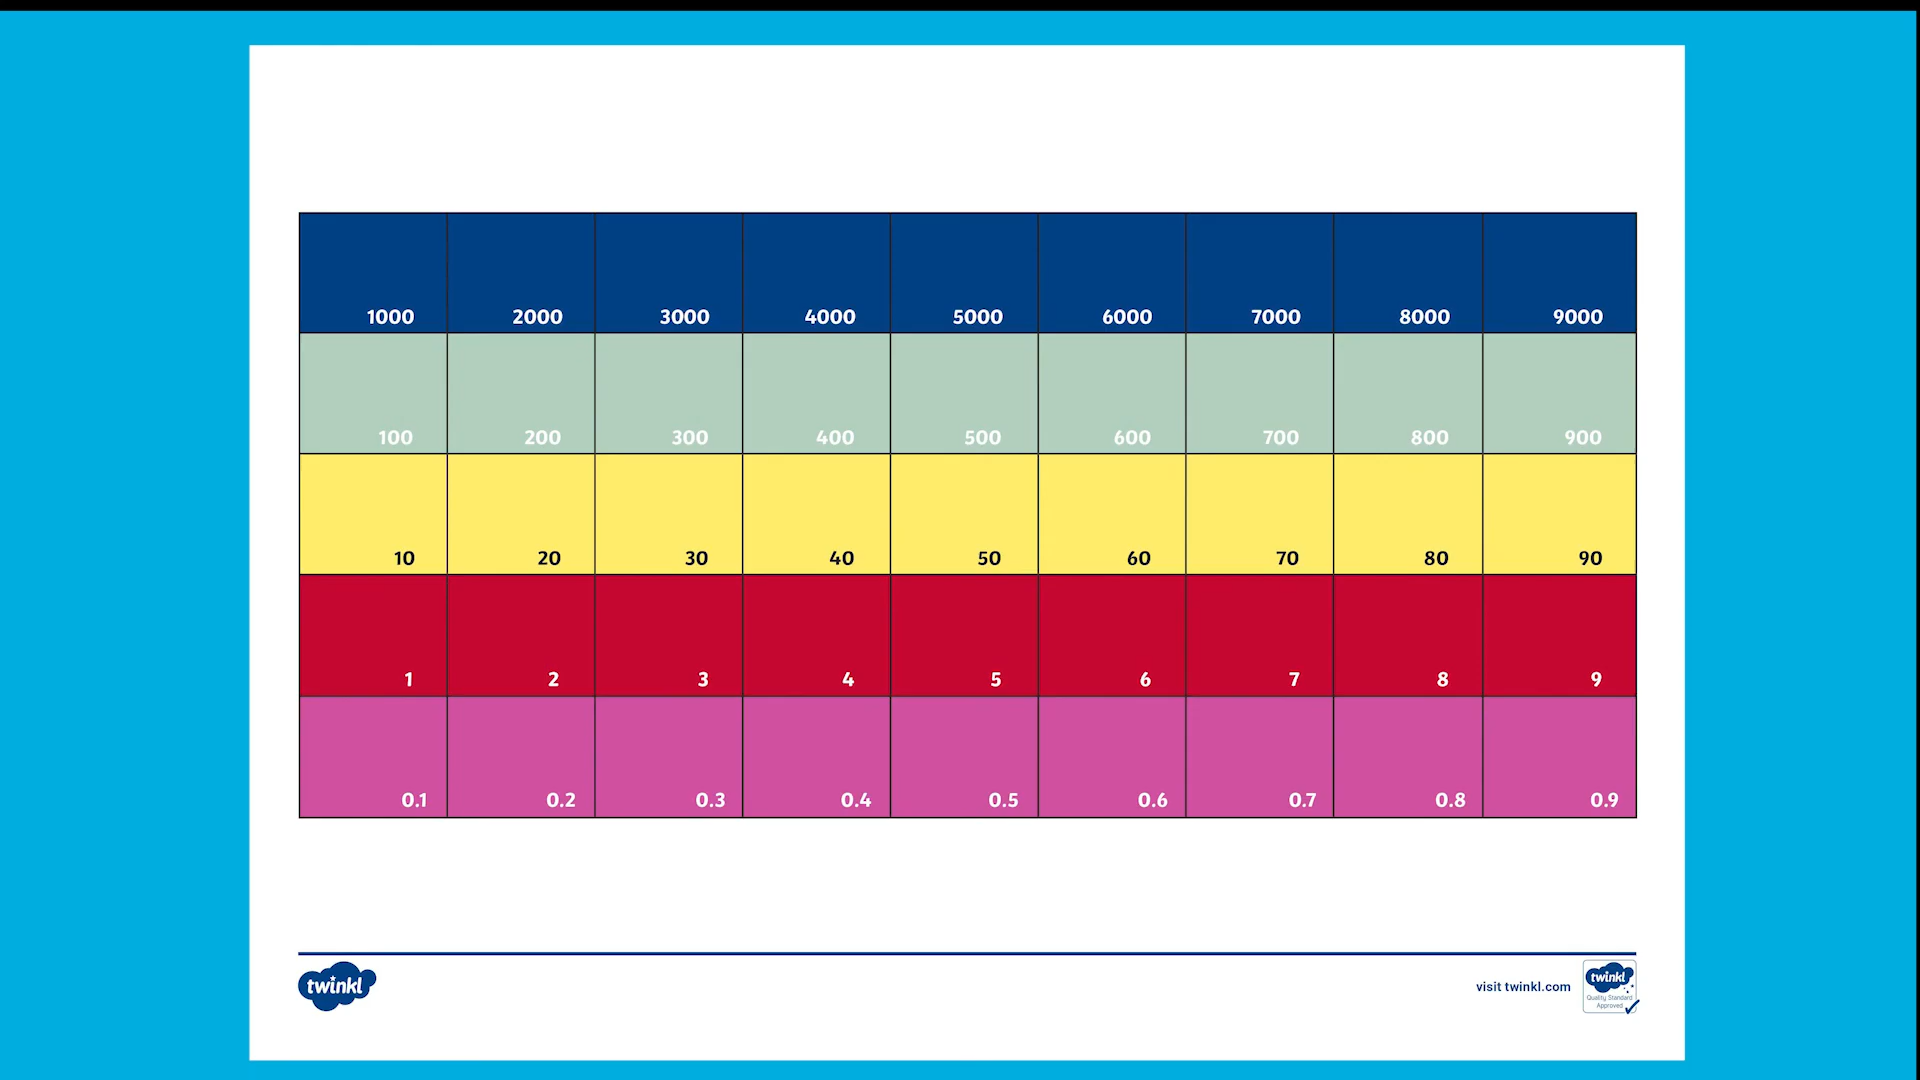 1000 2000 3000 4000 5000 6000 7000 8000 9000
100 200 300 400 500 600 700 800 900
10 20 30 40 50 60 70 80 90
1 2 3 4 5 6 7 8 9
0.1 0.2 0.3 0.4 0.5 0.6 0.7 0.8 0.9
twinkl
visit twinkl.com
twinkl
Quality Standard
Approved